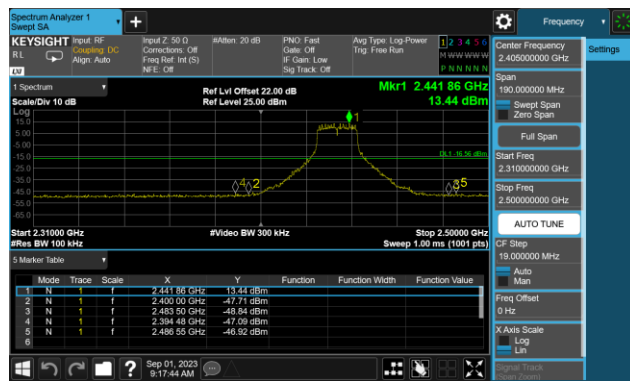 Spectrum Analyzer 1
Swept SA
Frequency
KEYSIGHT
R L
LM
Input: RF
Coupling: DC
Align: Auto
Input Z: 50 Ω
Corrections: Off
Freq Ref: Int (S)
NFE: Off
#Atten: 20 dB
PNO: Fast
Gate: Off
IF Gain: Low
Sig Track: Off
Avg Type: Log-Power
Trig: Free Run
1 2 3 4 5 6
M W W W W W
P N N N N N
Settings
1 Spectrum
Scale/Div 10 dB
Log
Ref Lvl Offset 22.00 dB
Ref Level 25.00 dBm
Mkr1 2.441 86 GHz
13.44 dBm
15.0
5.00
-5.00
-15.0
-25.0
-35.0
-45.0
-55.0
-65.0
1
DL1 -16.56 dBm
4 2
3 5
Start 2.31000 GHz
#Res BW 100 kHz
#Video BW 300 kHz
Stop 2.50000 GHz
Sweep 1.00 ms (1001 pts)
5 Marker Table
Mode Trace Scale X Y Function Function Width Function Value
1 N 1 f 2.441 86 GHz 13.44 dBm
2 N 1 f 2.400 00 GHz -47.71 dBm
3 N 1 f 2.483 50 GHz -48.84 dBm
4 N 1 f 2.394 48 GHz -47.09 dBm
5 N 1 f 2.486 55 GHz -46.92 dBm
6
Sep 01, 2023
9:17:44 AM
Center Frequency
2.405000000 GHz
Span
190.000000 MHz
Swept Span
Zero Span
Full Span
Start Freq
2.310000000 GHz
Stop Freq
2.500000000 GHz
AUTO TUNE
CF Step
19.000000 MHz
Auto
Man
Freq Offset
0 Hz
X Axis Scale
Log
Lin
Signal Track
(Span Zoom)